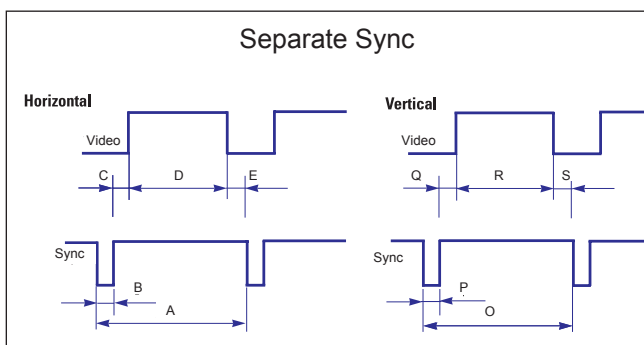 Separate Sync
Horizontal
Video
C D E
Sync
B
A
Vertical
Video
Q R S
Sync
P
O